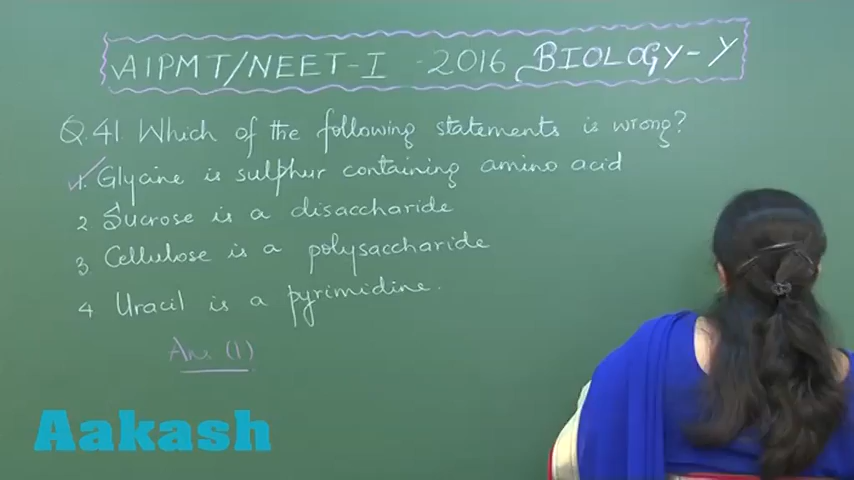 AIPMT/NEET-I - 2016 BIOLOGY-Y
Q.41. Which of the following statements is wrong?
1. Glycine is sulphur containing amino acid
2 Sucrose is a disaccharide
3 Cellulose is a polysaccharide
4 Uracil is a pyrimidine.
Ans (1)
Aakash